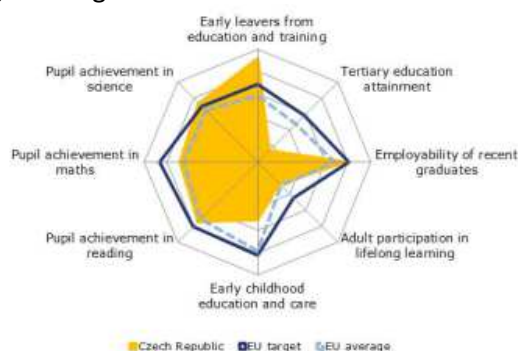 Early leavers from
education and training
Tertiary education
attainment
Employability of recent
graduates
Adult participation in
lifelong learning
Early childhood
education and care
Pupil achievement in
reading
Pupil achievement in
maths
Pupil achievement in
science
Czech Republic EU target EU average